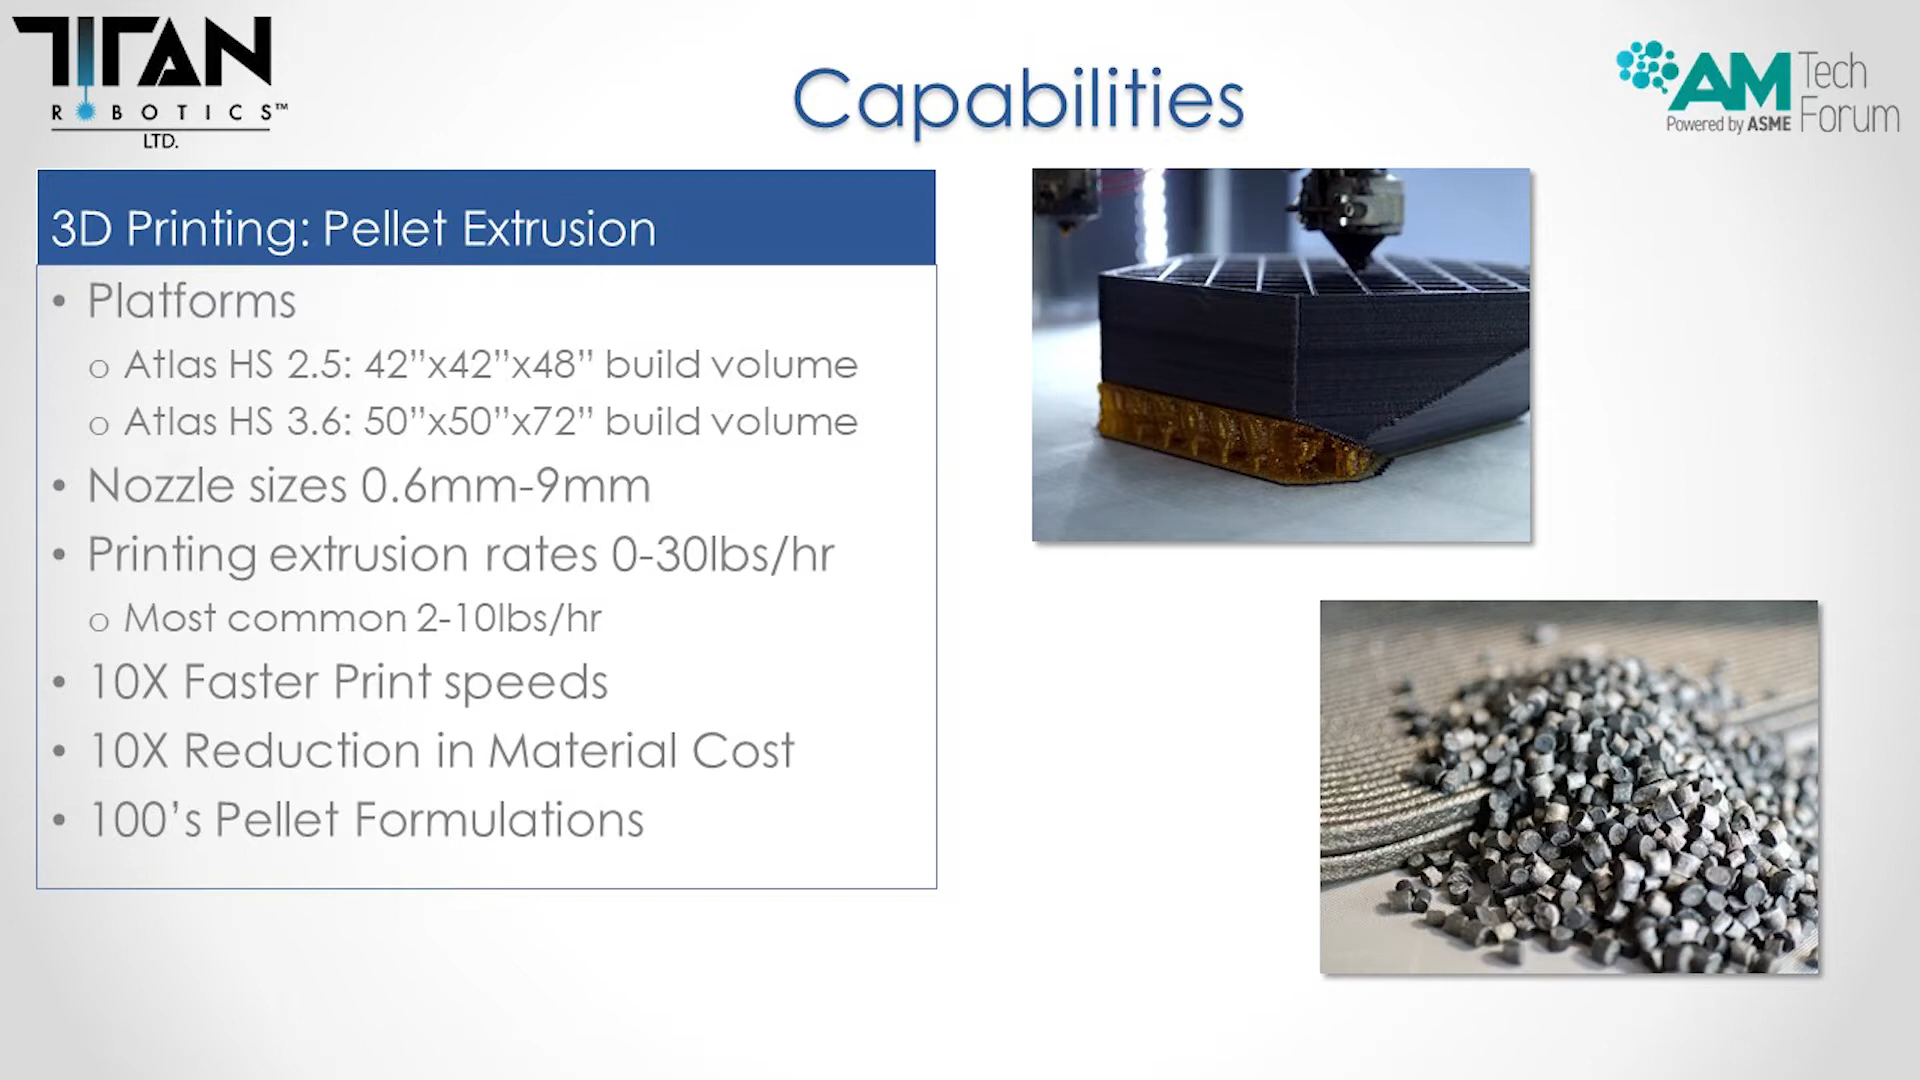 TITAN
ROBOTICS™
LTD.
Capabilities
AM Tech Forum
Powered by ASME
3D Printing: Pellet Extrusion
• Platforms
o Atlas HS 2.5: 42”x42”x48” build volume
o Atlas HS 3.6: 50”x50”x72” build volume
• Nozzle sizes 0.6mm-9mm
• Printing extrusion rates 0-30lbs/hr
o Most common 2-10lbs/hr
• 10X Faster Print speeds
• 10X Reduction in Material Cost
• 100’s Pellet Formulations